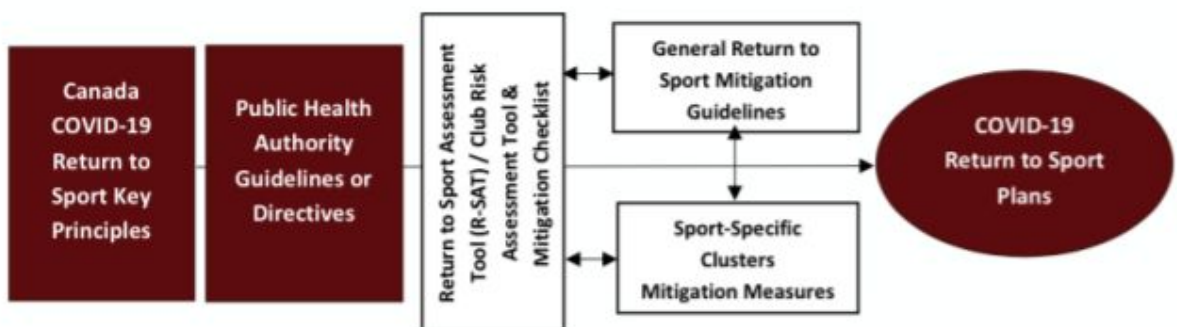 Canada
COVID-19
Return to
Sport Key
Principles
Public Health
Authority
Guidelines or
Directives
Return to Sport Assessment
Tool (R-SAT) / Club Risk
Assessment Tool &
Mitigation Checklist
General Return to
Sport Mitigation
Guidelines
Sport-Specific
Clusters
Mitigation Measures
COVID-19
Return to Sport
Plans